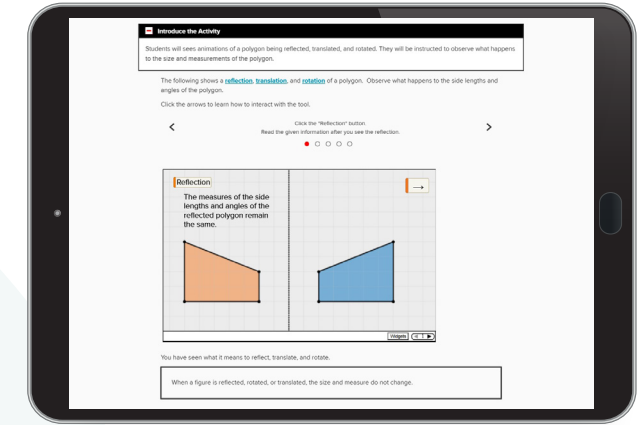 Introduce the Activity
Students will sees animations of a polygon being reflected, translated, and rotated. They will be instructed to observe what happens
to the size and measurements of the polygon.
The following shows a reflection, translation, and rotation of a polygon. Observe what happens to the side lengths and
angles of the polygon.
Click the arrows to learn how to interact with the tool.
Click the "Reflection" button.
Read the given information after you see the reflection.
Reflection
The measures of the side
lengths and angles of the
reflected polygon remain
the same.
Widgets
You have seen what it means to reflect, translate, and rotate.
When a figure is reflected, rotated, or translated, the size and measure do not change.